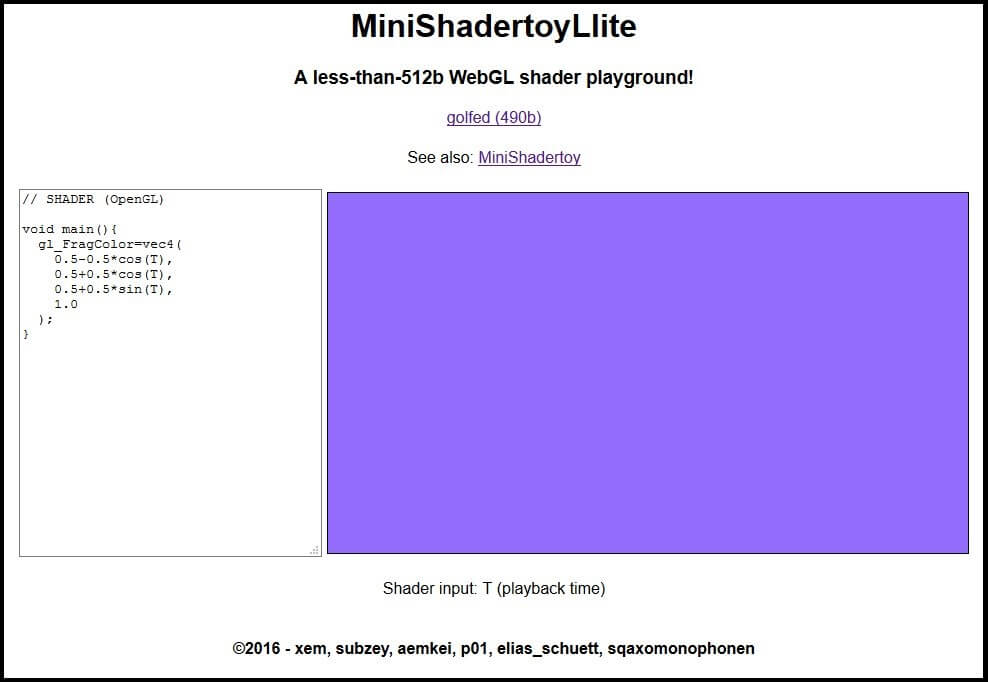 MiniShadertoyLlite
A less-than-512b WebGL shader playground!
golfed (490b)
See also: MiniShadertoy
// SHADER (OpenGL)
void main(){
  gl_FragColor=vec4(
    0.5-0.5*cos(T),
    0.5+0.5*cos(T),
    0.5+0.5*sin(T),
    1.0
  );
}
Shader input: T (playback time)
©2016 - xem, subzey, aemkei, p01, elias_schuett, sqaxomonophonen